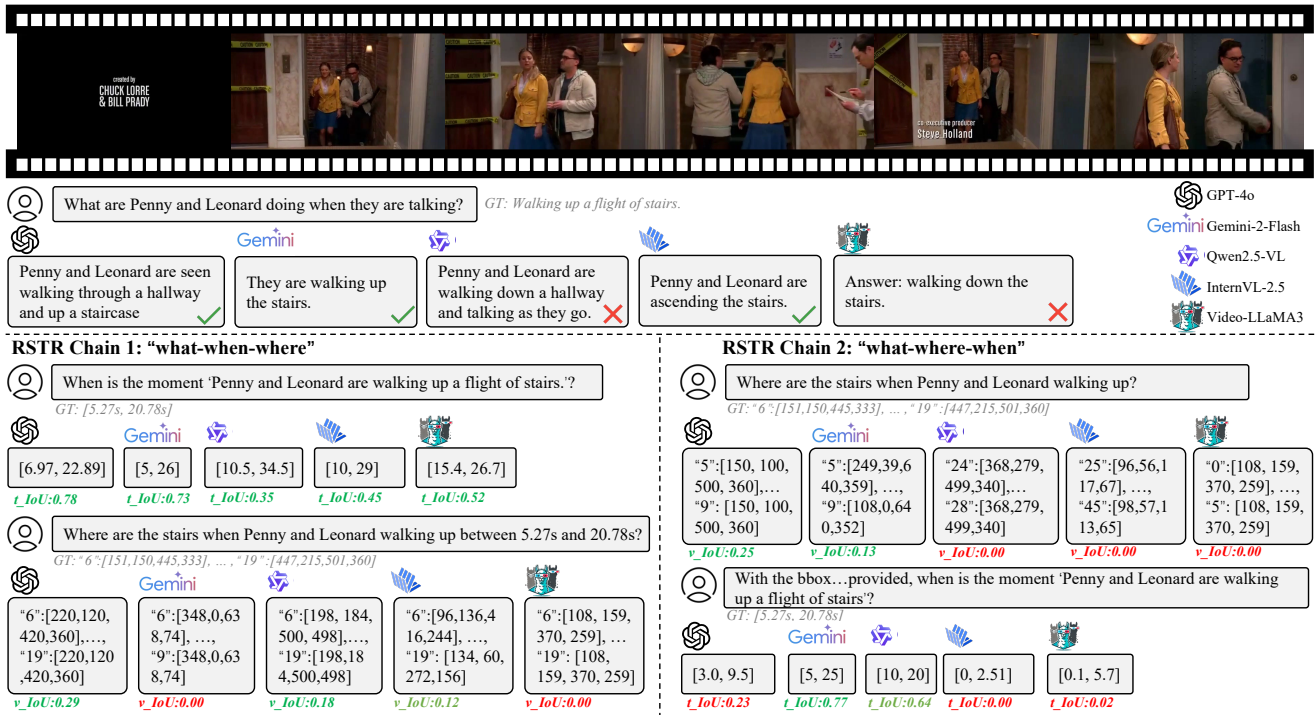 created by
CHUCK LORRE
& BILL PRADY
CAUTION
co-executive producer
Steve Holland
What are Penny and Leonard doing when they are talking?
GT: Walking up a flight of stairs.
GPT-4o
Gemini
Gemini-2-Flash
Qwen2.5-VL
InternVL-2.5
Video-LLaMA3
Gemini
Penny and Leonard are seen
walking through a hallway
and up a staircase
They are walking up
the stairs.
Penny and Leonard are
walking down a hallway
and talking as they go.
Penny and Leonard are
ascending the stairs.
Answer: walking down the
stairs.
RSTR Chain 1: “what-when-where”
When is the moment ‘Penny and Leonard are walking up a flight of stairs.’?
GT: [5.27s, 20.78s]
Gemini
[6.97, 22.89]
[5, 26]
[10.5, 34.5]
[10, 29]
[15.4, 26.7]
t_IoU:0.78
t_IoU:0.73
t_IoU:0.35
t_IoU:0.45
t_IoU:0.52
Where are the stairs when Penny and Leonard walking up between 5.27s and 20.78s?
GT:“6”:[151,150,445,333], … ,“19”:[447,215,501,360]
Gemini
“6”:[220,120,
420,360],…,
“19”:[220,120
,420,360]
“6”:[348,0,63
8,74], …,
“9”:[348,0,63
8,74]
“6”:[198, 184,
500, 498],…,
“19”:[198,18
4,500,498]
“6”:[96,136,4
16,244], …,
“19”: [134, 60,
272,156]
“6”:[108, 159,
370, 259], …
“19”: [108,
159, 370, 259]
v_IoU:0.29
v_IoU:0.00
v_IoU:0.18
v_IoU:0.12
v_IoU:0.00
RSTR Chain 2: “what-where-when”
Where are the stairs when Penny and Leonard walking up?
GT:“6”:[151,150,445,333], … ,“19”:[447,215,501,360]
Gemini
“5”:[150, 100,
500, 360],…
“9”: [150, 100,
500, 360]
“5”:[249,39,6
40,359], …,
“9”:[108,0,64
0,352]
“24”:[368,279,
499,340],…
“28”:[368,279,
499,340]
“25”:[96,56,1
17,67], …,
“45”:[98,57,1
13,65]
“0”:[108, 159,
370, 259], …,
“5”: [108, 159,
370, 259]
v_IoU:0.25
v_IoU:0.13
v_IoU:0.00
v_IoU:0.00
v_IoU:0.00
With the bbox…provided, when is the moment ‘Penny and Leonard are walking
up a flight of stairs’?
GT: [5.27s, 20.78s]
Gemini
[3.0, 9.5]
[5, 25]
[10, 20]
[0, 2.51]
[0.1, 5.7]
t_IoU:0.23
t_IoU:0.77
t_IoU:0.64
t_IoU:0.00
t_IoU:0.02